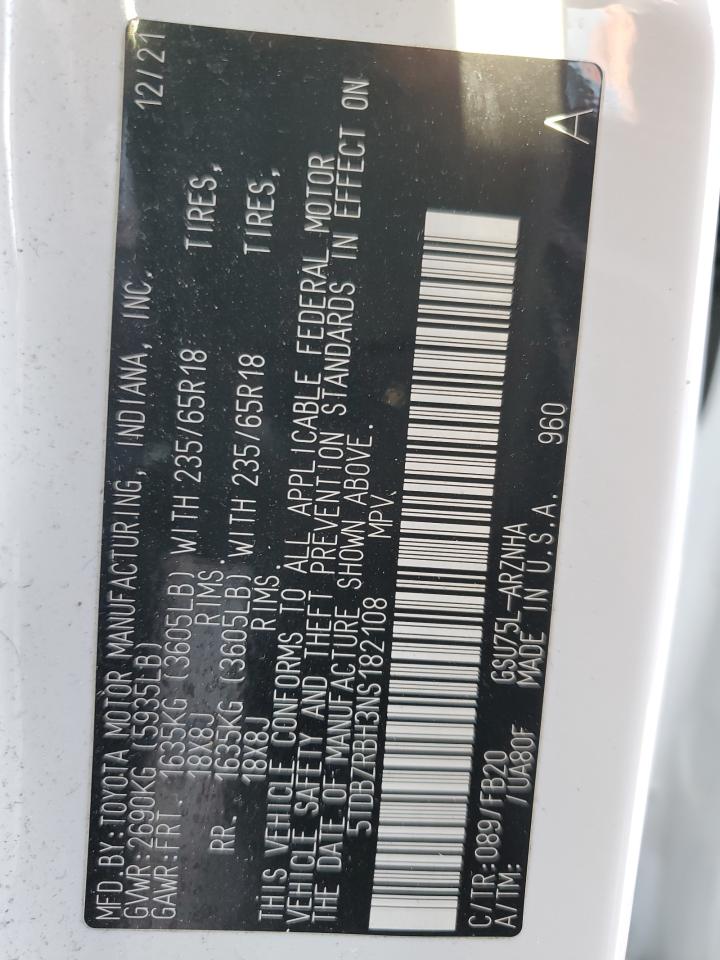 MFD.BY:TOYOTA MOTOR MANUFACTURING, INDIANA, INC. 12/21
GVWR:2690KG (5935LB)
GAWR:FRT. 1635KG (3605LB) WITH 235/65R18 TIRES,
18X8J RIMS.
RR. 1635KG (3605LB) WITH 235/65R18 TIRES,
18X8J RIMS
THIS VEHICLE CONFORMS TO ALL APPLICABLE FEDERAL MOTOR
VEHICLE SAFETY AND THEFT PREVENTION STANDARDS IN EFFECT ON
THE DATE OF MANUFACTURE SHOWN ABOVE.
5TDBZRBH3NS182108 MPV
C/TR:089/FB20 GSU75L-ARZNHA
A/TM: /UA80F MADE IN U.S.A. 960
A